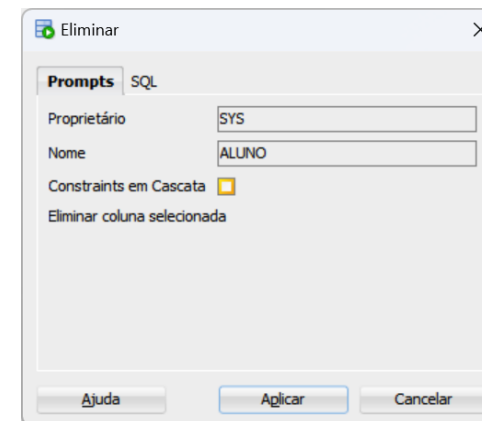 Eliminar
Prompts SQL
Proprietário SYS
Nome ALUNO
Constraints em Cascata
Eliminar coluna selecionada
Ajuda Aplicar Cancelar